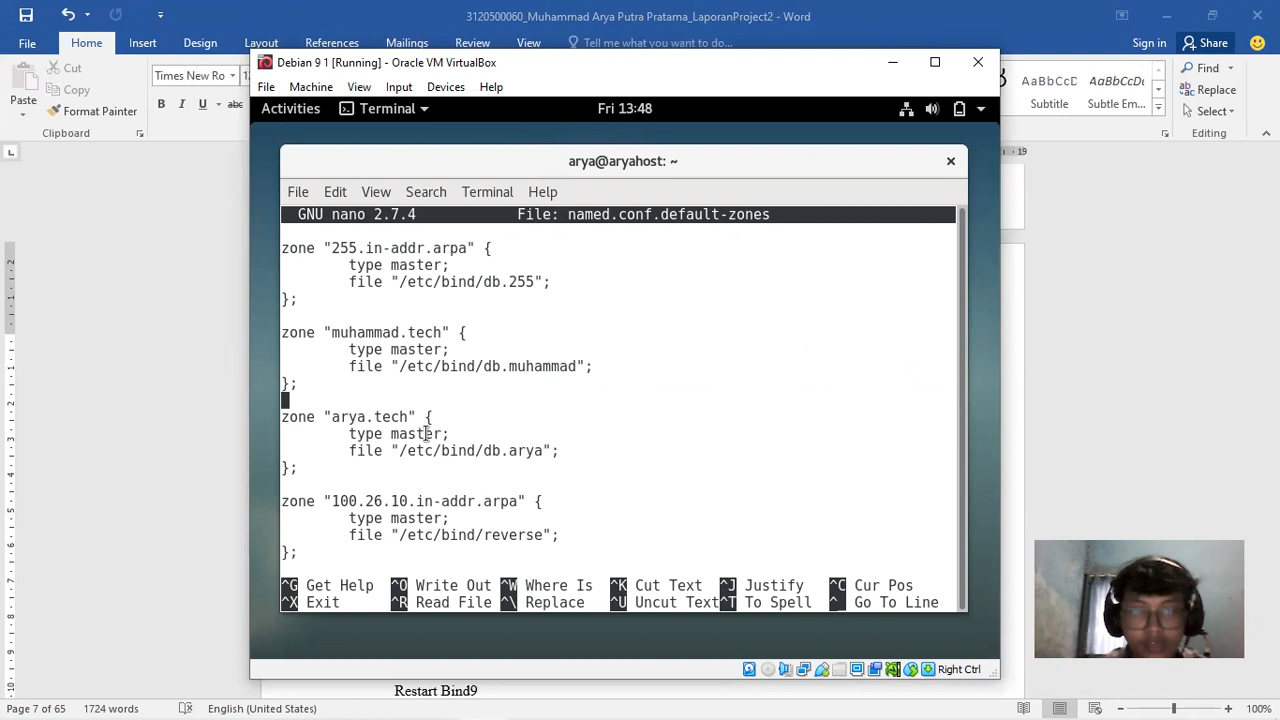 3120500060_Muhammad Arya Putra Pratama_LaporanProject2 - Word
File Home Insert Design Layout References Mailings Review View Tell me what you want to do... Sign in Share
Cut
Copy
Format Painter
Paste
Clipboard
Times New Ro
B I U abc
AaBbCcD AaBbCcDt
Subtitle Subtle Em...
Find
Replace
Select
Editing
Debian 9 1 [Running] - Oracle VM VirtualBox
File Machine View Input Devices Help
Activities Terminal Fri 13:48
arya@aryahost: ~
File Edit View Search Terminal Help
GNU nano 2.7.4 File: named.conf.default-zones
zone "255.in-addr.arpa" {
type master;
file "/etc/bind/db.255";
};
zone "muhammad.tech" {
type master;
file "/etc/bind/db.muhammad";
};
zone "arya.tech" {
type master;
file "/etc/bind/db.arya";
};
zone "100.26.10.in-addr.arpa" {
type master;
file "/etc/bind/reverse";
};
^G Get Help ^O Write Out ^W Where Is ^K Cut Text ^J Justify ^C Cur Pos
^X Exit ^R Read File ^\ Replace ^U Uncut Text ^T To Spell ^_ Go To Line
Right Ctrl
Restart Bind9
Page 7 of 65 1724 words English (United States) 100%